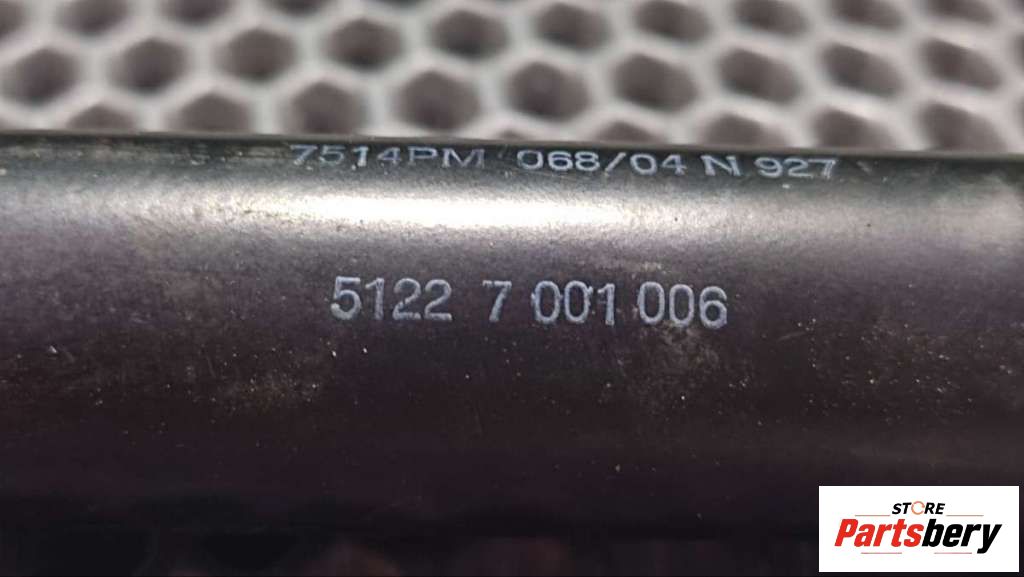 7514PM 068/04 N 927
5122 7 001 006
STORE
Partsbery